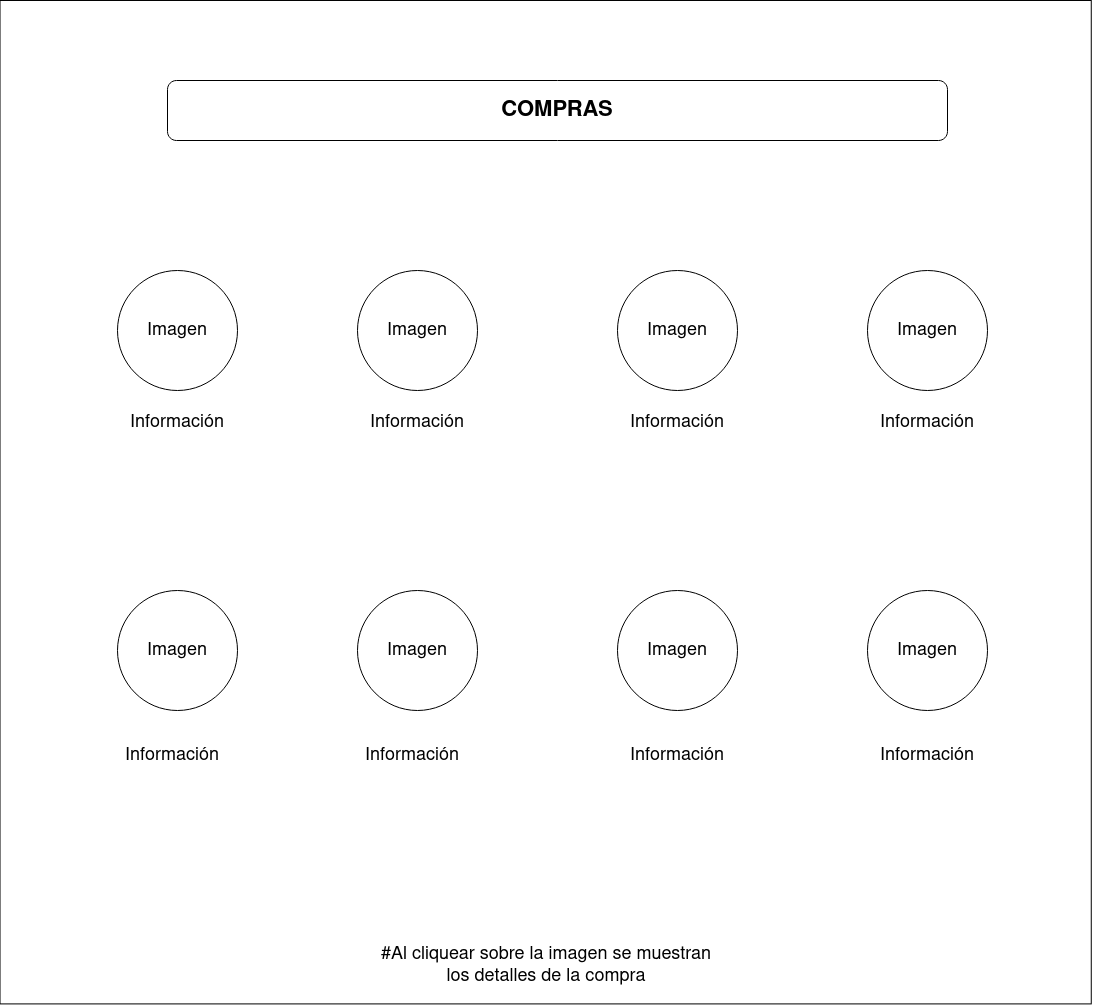 COMPRAS
Imagen Imagen Imagen Imagen
Información Información Información Información
Imagen Imagen Imagen Imagen
Información Información Información Información
#Al cliquear sobre la imagen se muestran
los detalles de la compra